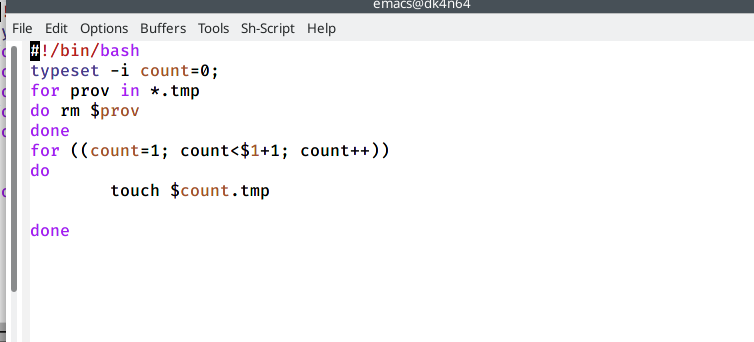 emacs@dk4n64
File Edit Options Buffers Tools Sh-Script Help
#!/bin/bash
typeset -i count=0;
for prov in *.tmp
do rm $prov
done
for ((count=1; count<$1+1; count++))
do
        touch $count.tmp
done